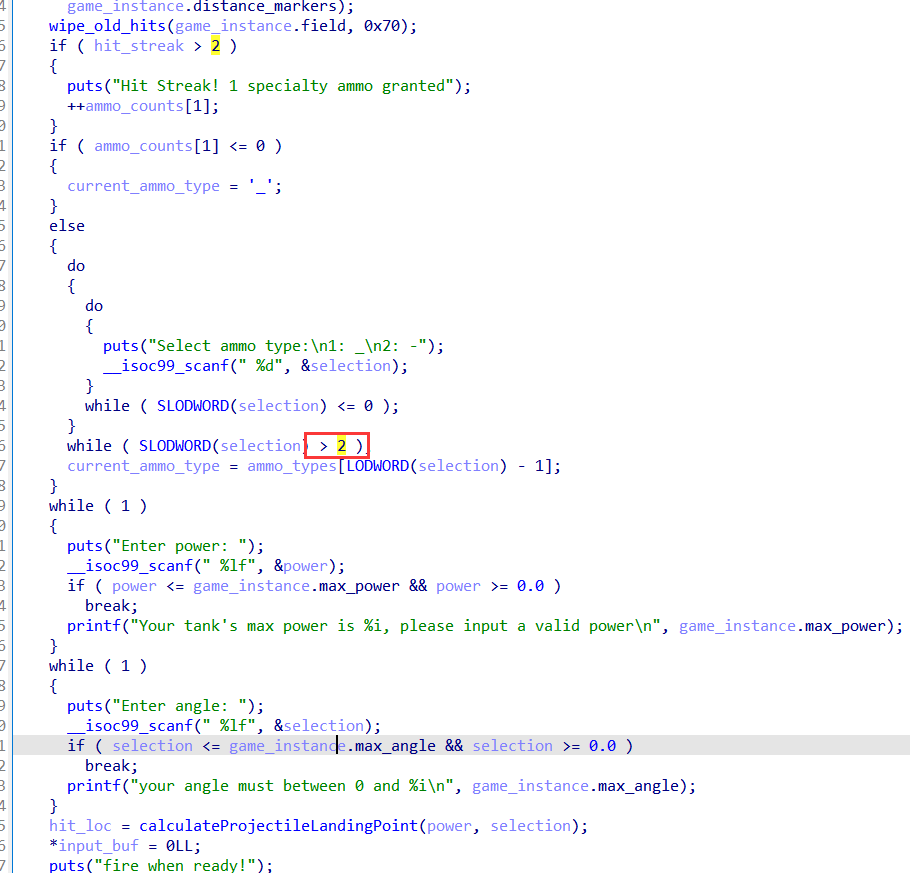 4 game_instance.distance_markers);
5 wipe_old_hits(game_instance.field, 0x70);
6 if ( hit_streak > 2 )
7 {
8 puts("Hit Streak! 1 specialty ammo granted");
9 ++ammo_counts[1];
0 }
1 if ( ammo_counts[1] <= 0 )
2 {
3 current_ammo_type = '_';
4 }
5 else
6 {
7 do
8 {
9 do
0 {
1 puts("Select ammo type:\n1: _\n2: -");
2 __isoc99_scanf(" %d", &selection);
3 }
4 while ( SLODWORD(selection) <= 0 );
5 }
6 while ( SLODWORD(selection) > 2 );
7 current_ammo_type = ammo_types[LODWORD(selection) - 1];
8 }
9 while ( 1 )
0 {
1 puts("Enter power: ");
2 __isoc99_scanf(" %lf", &power);
3 if ( power <= game_instance.max_power && power >= 0.0 )
4 break;
5 printf("Your tank's max power is %i, please input a valid power\n", game_instance.max_power);
6 }
7 while ( 1 )
8 {
9 puts("Enter angle: ");
0 __isoc99_scanf(" %lf", &selection);
1 if ( selection <= game_instance.max_angle && selection >= 0.0 )
2 break;
3 printf("your angle must between 0 and %i\n", game_instance.max_angle);
4 }
5 hit_loc = calculateProjectileLandingPoint(power, selection);
6 *input_buf = 0LL;
7 puts("fire when ready!");